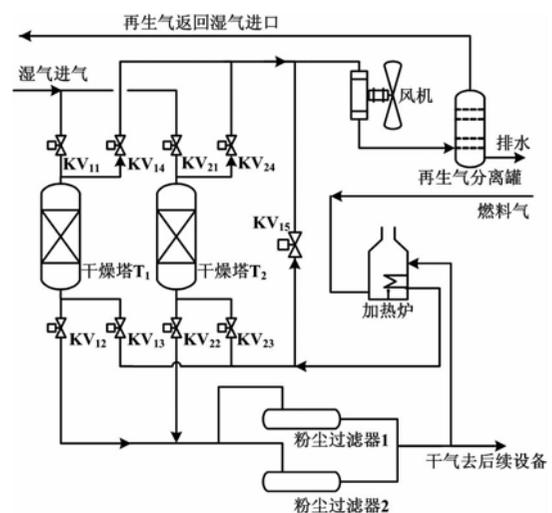 再生气返回湿气进口
湿气进气
风机
KV11
KV14
KV21
KV24
排水
再生气分离罐
KV15
燃料气
干燥塔T1
干燥塔T2
加热炉
KV12
KV13
KV22
KV23
粉尘过滤器1
干气去后续设备
粉尘过滤器2